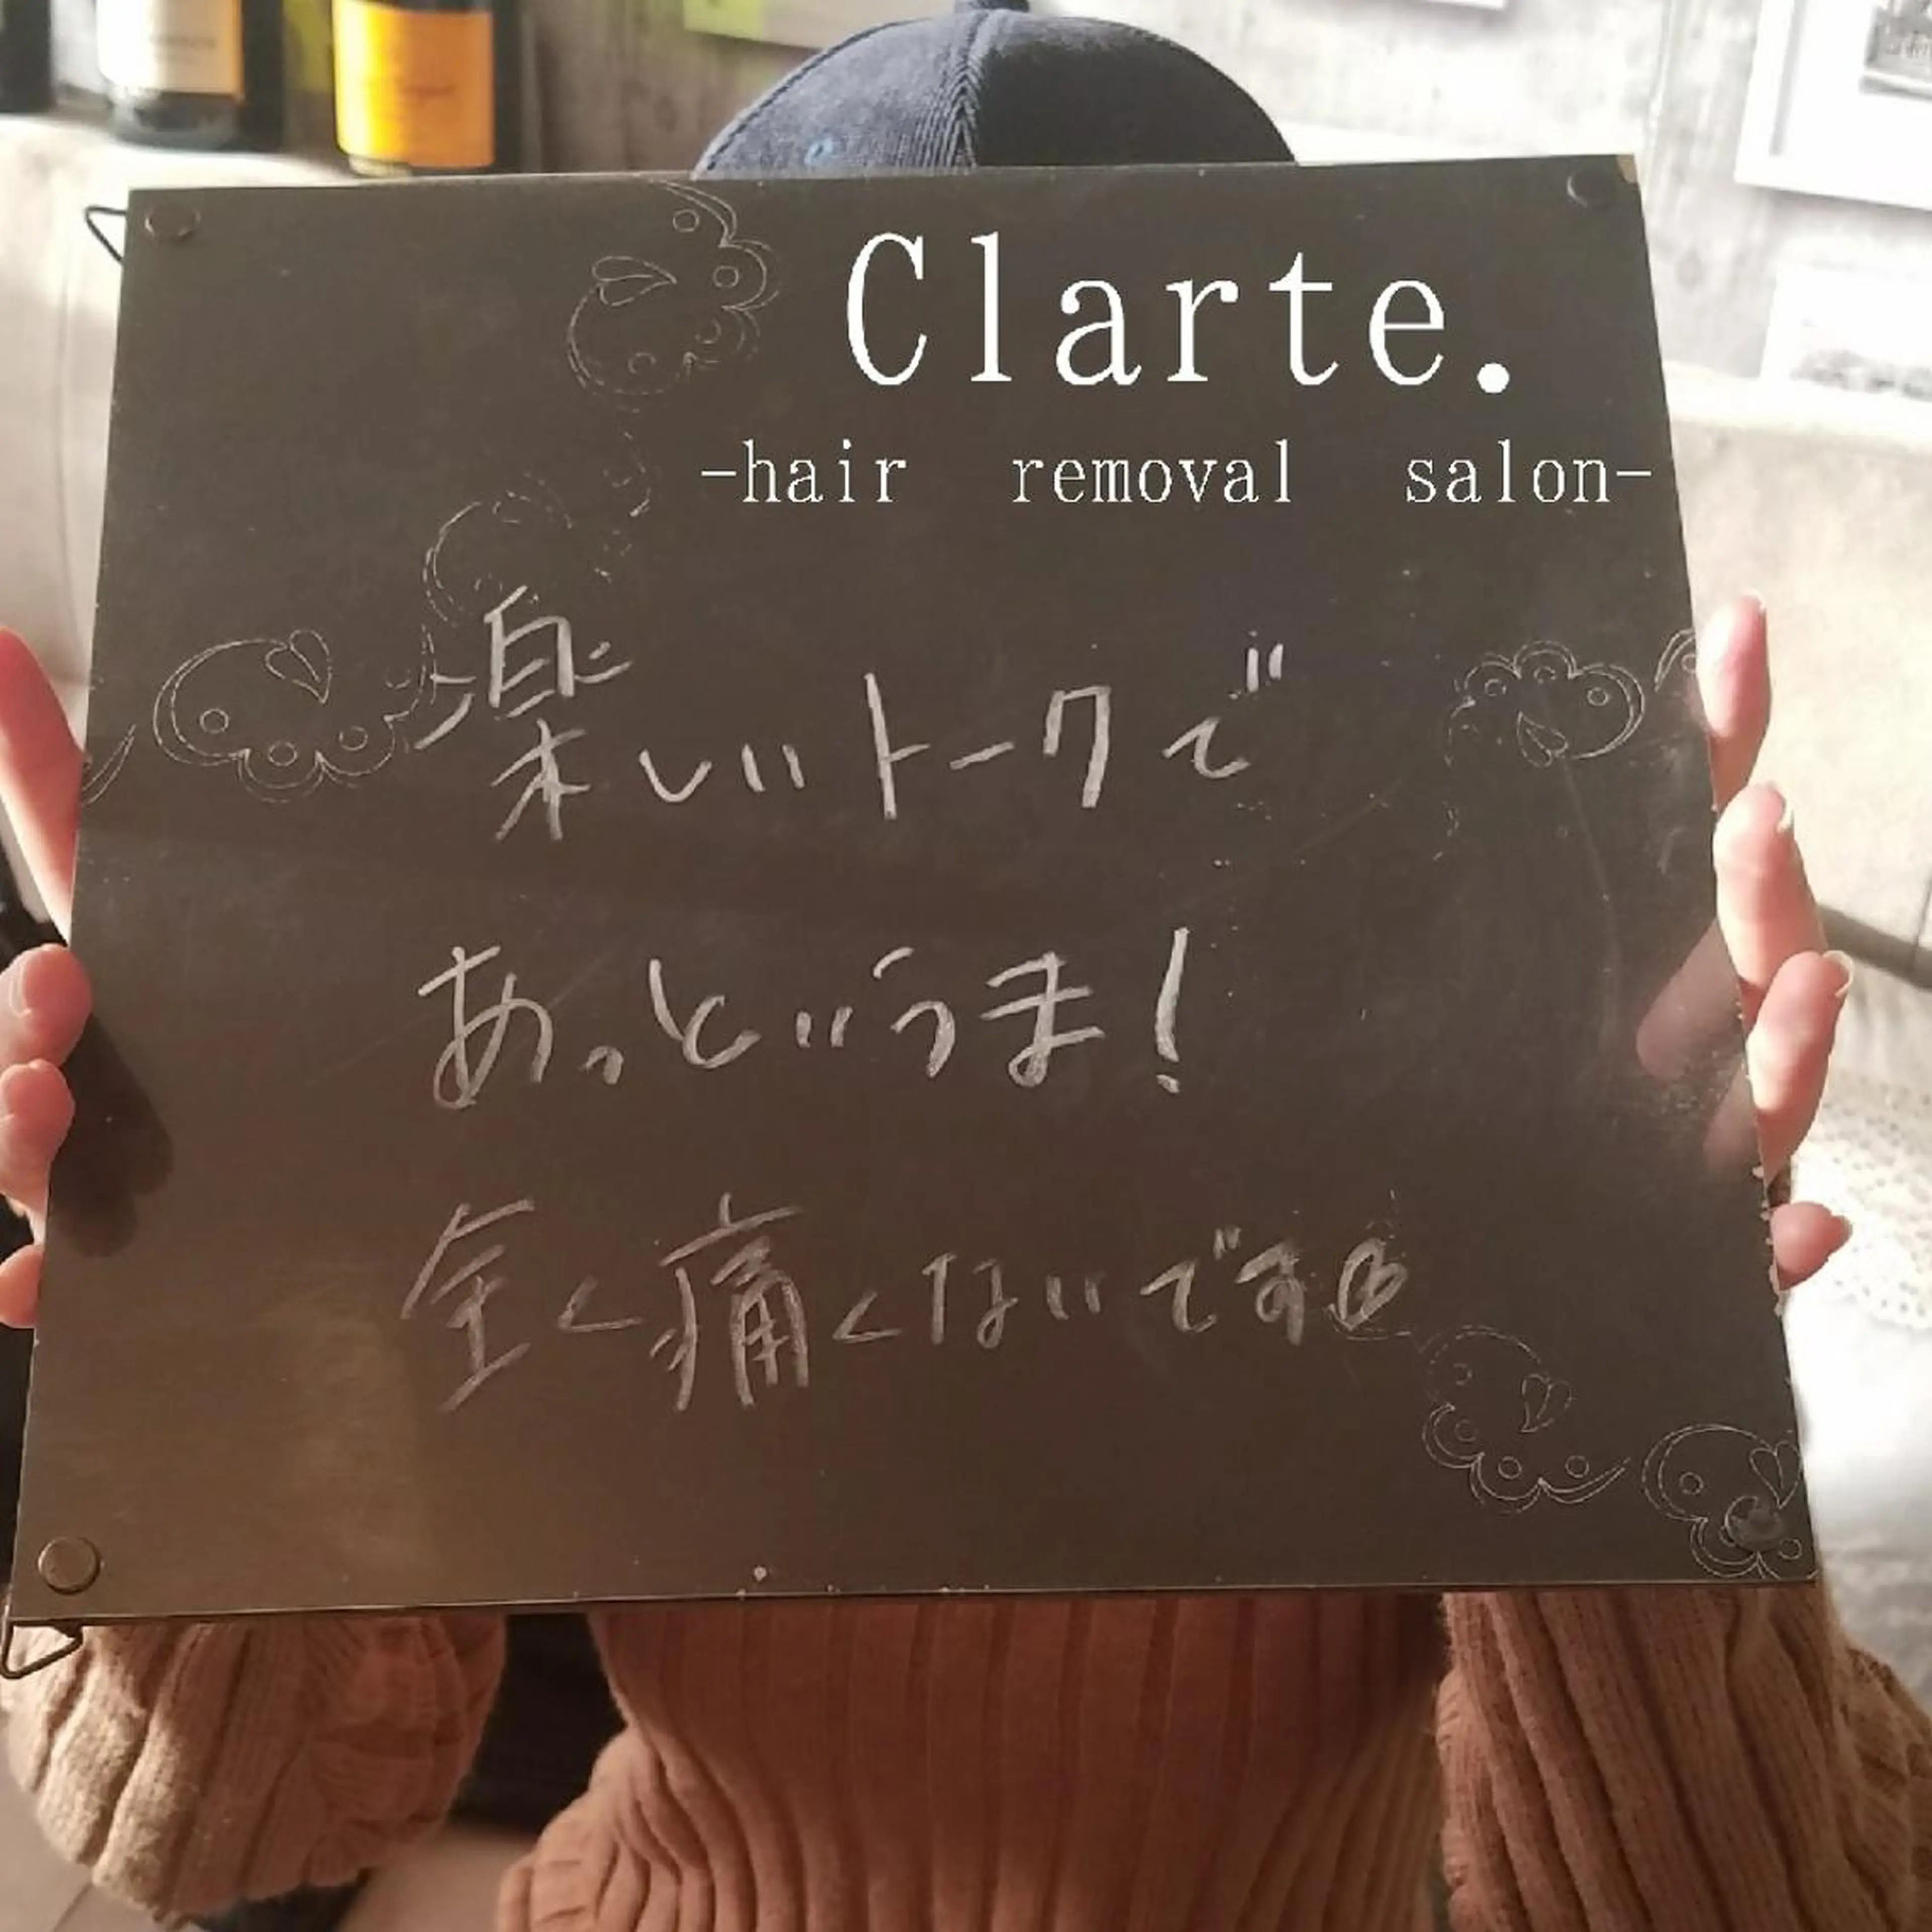 Clarte.
-hair removal salon-
楽しいトークで
あっというま!
全く痛くないです♡